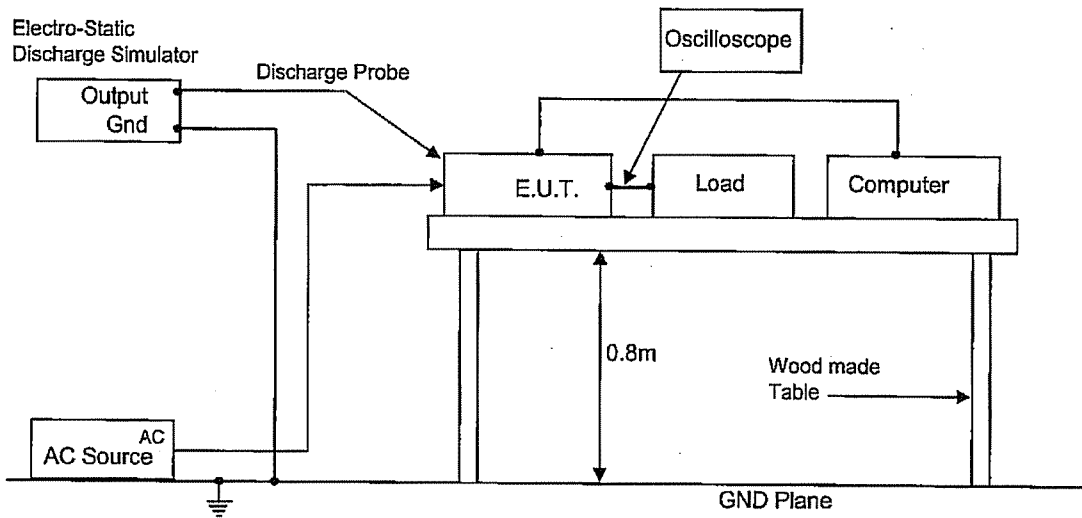 Electro-Static
Discharge Simulator
Output
Gnd
Discharge Probe
Oscilloscope
E.U.T.
Load
Computer
0.8m
Wood made
Table
AC
AC Source
GND Plane